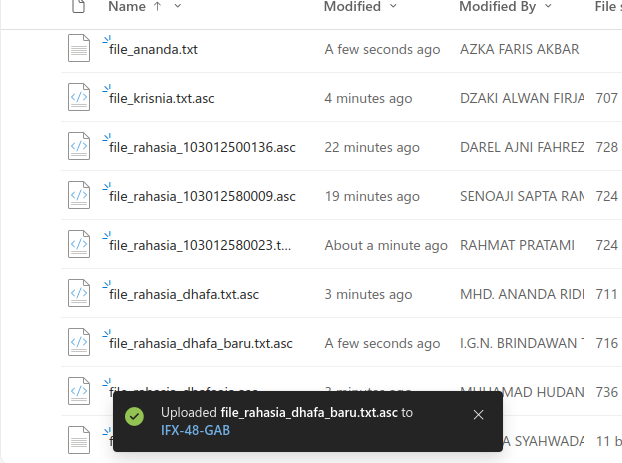 Name Modified Modified By File s
file_ananda.txt A few seconds ago AZKA FARIS AKBAR
file_krisnia.txt.asc 4 minutes ago DZAKI ALWAN FIRJA 707
file_rahasia_103012500136.asc 22 minutes ago DAREL AJNI FAHREZ 728
file_rahasia_103012580009.asc 19 minutes ago SENOAJI SAPTA RAM 724
file_rahasia_103012580023.t... About a minute ago RAHMAT PRATAMI 724
file_rahasia_dhafa.txt.asc 3 minutes ago MHD. ANANDA RIDI 711
file_rahasia_dhafa_baru.txt.asc A few seconds ago I.G.N. BRINDAWAN 716
MUHAMAD HUDAN 736
Uploaded file_rahasia_dhafa_baru.txt.asc to
IFX-48-GAB
A SYAHWADA 11 b